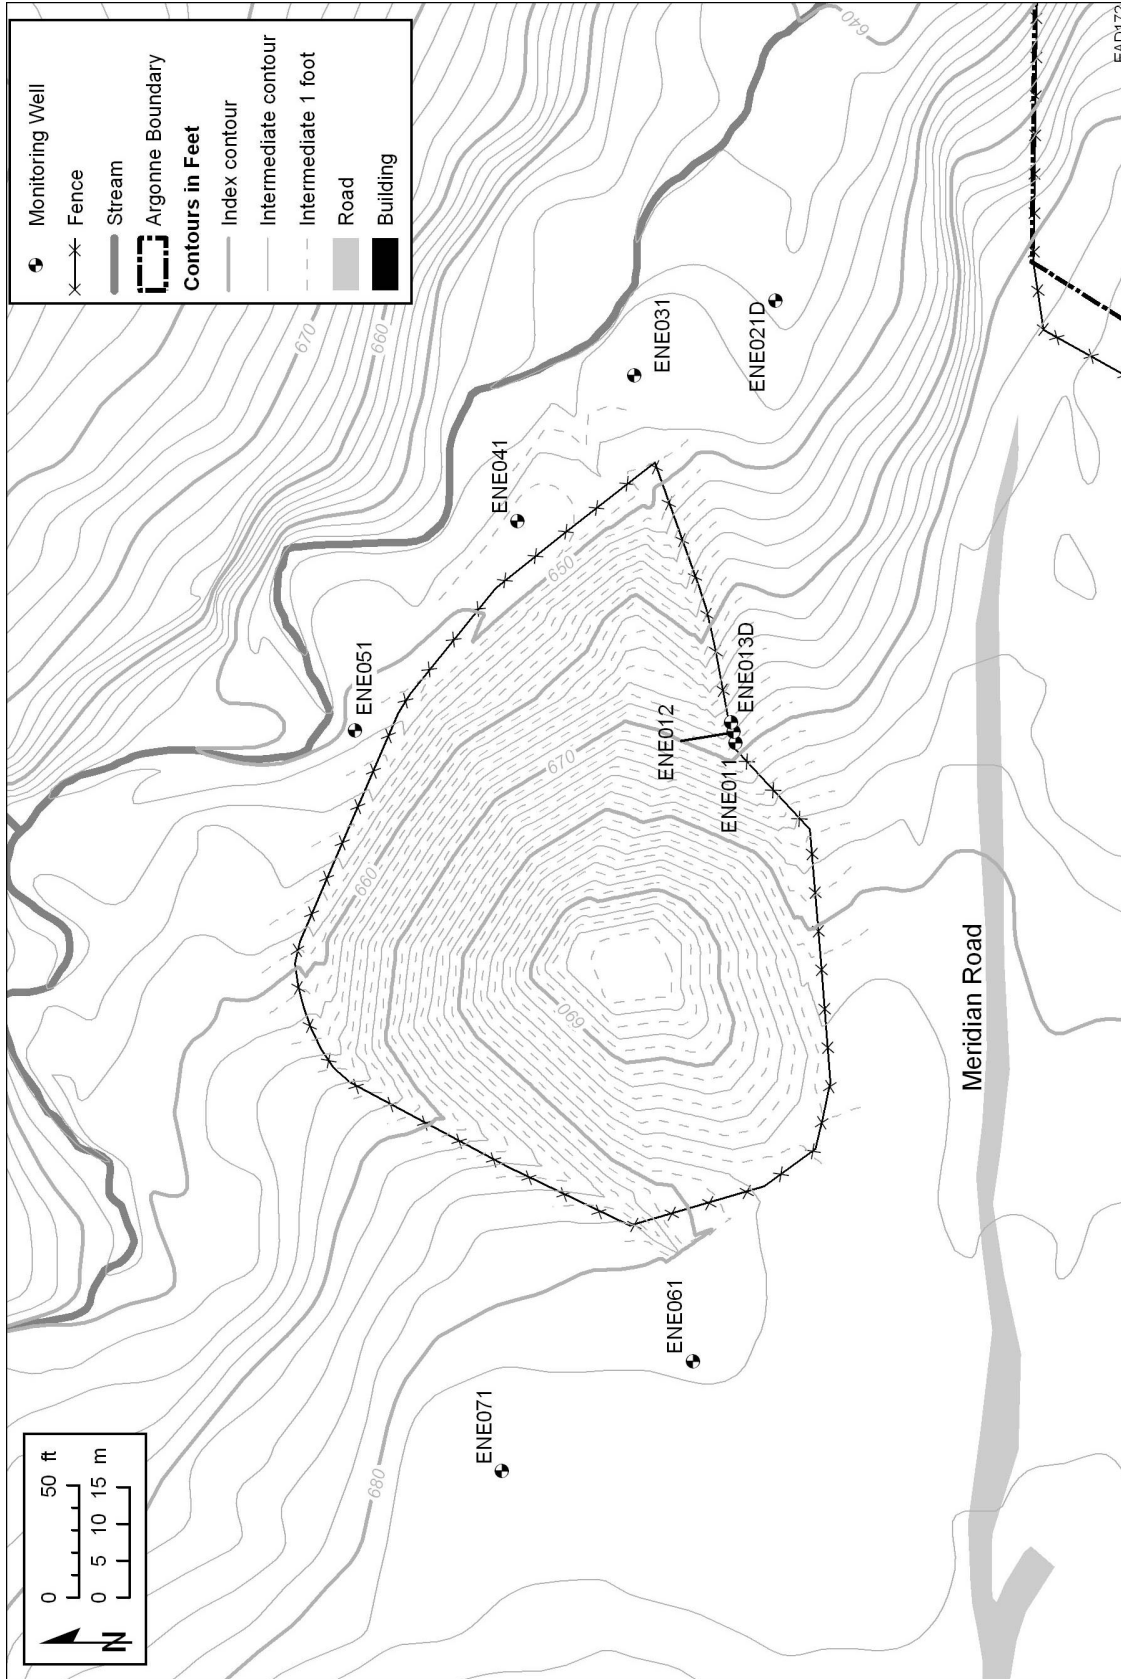 Monitoring Well
Fence
Stream
Argonne Boundary
Contours in Feet
Index contour
Intermediate contour
Intermediate 1 foot
Road
Building
0 50 ft
0 5 10 15 m
N
670
660
640
ENE041
ENE031
ENE021D
ENE051
650
ENE013D
ENE012
ENE011
670
660
690
680
ENE061
ENE071
Meridian Road